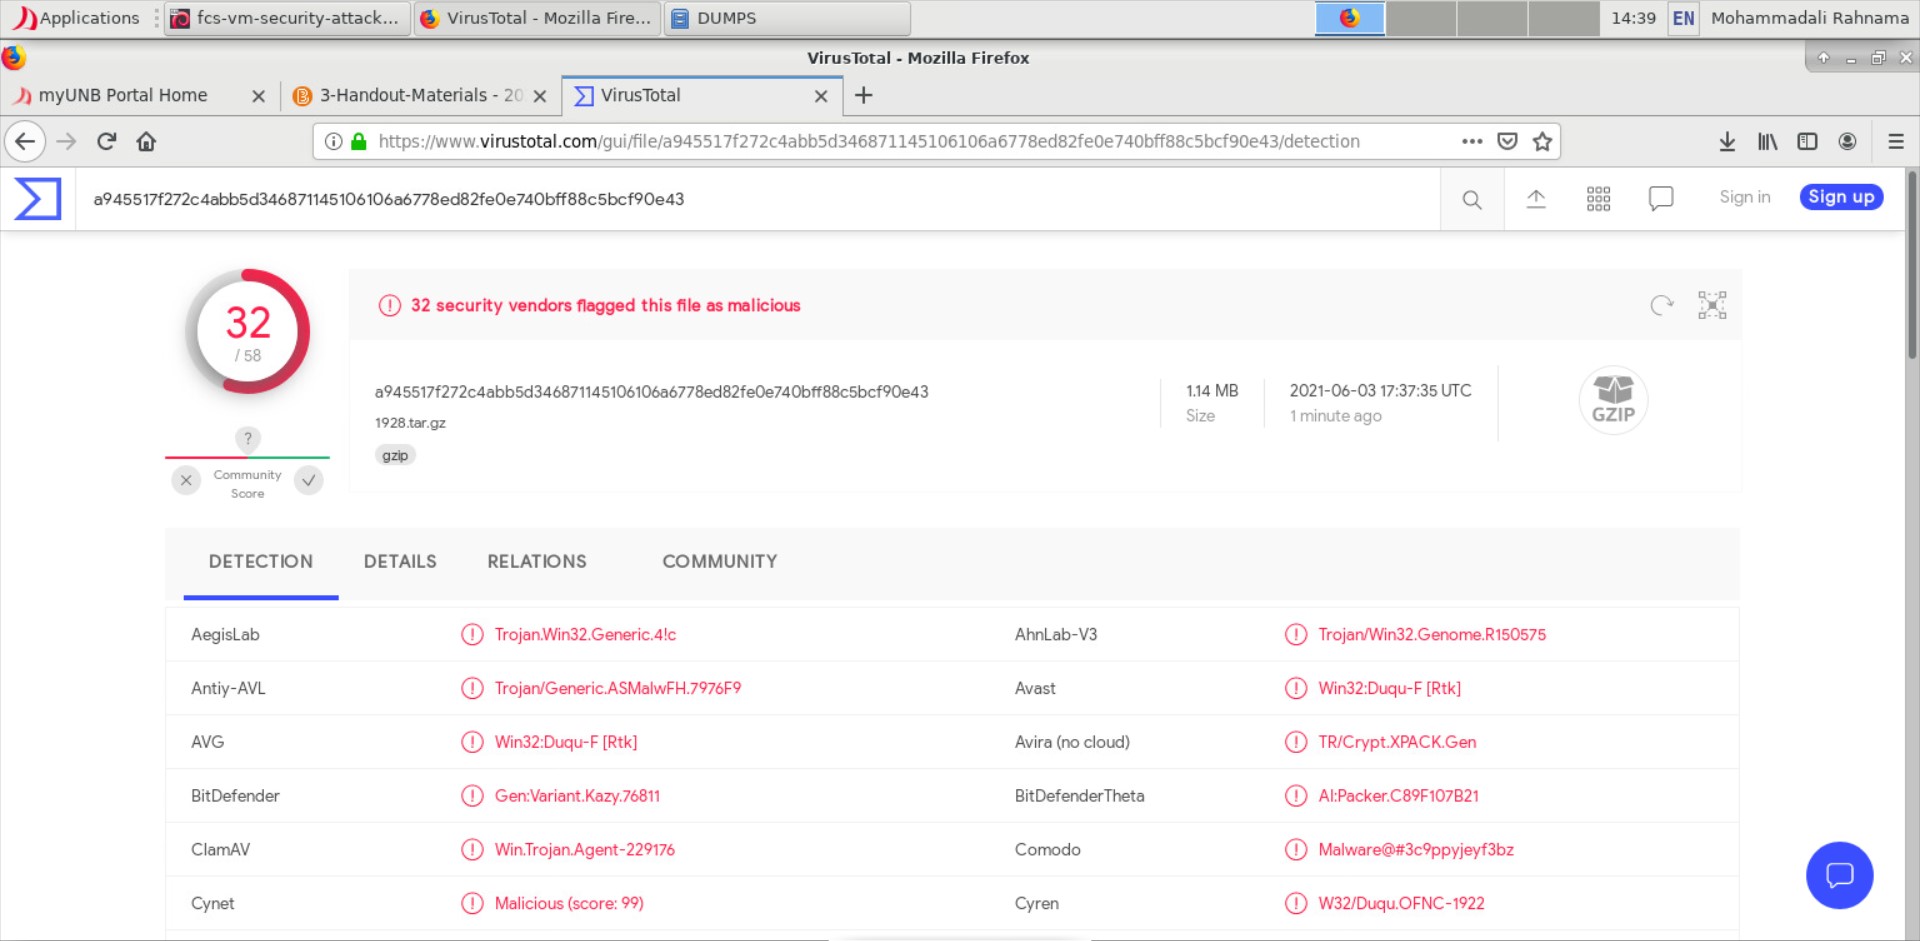 Applications fcs-vm-security-attack... VirusTotal - Mozilla Fire... DUMPS 14:39 EN Mohammadali Rahnama
VirusTotal - Mozilla Firefox
myUNB Portal Home 3-Handout-Materials - 20 VirusTotal
https://www.virustotal.com/gui/file/a945517f272c4abb5d346871145106106a6778ed82fe0e740bff88c5bcf90e43/detection
a945517f272c4abb5d346871145106106a6778ed82fe0e740bff88c5bcf90e43 Sign in Sign up
32
/ 58
32 security vendors flagged this file as malicious
a945517f272c4abb5d346871145106106a6778ed82fe0e740bff88c5bcf90e43
1928.tar.gz
gzip
1.14 MB
Size
2021-06-03 17:37:35 UTC
1 minute ago
GZIP
?
Community
Score
DETECTION DETAILS RELATIONS COMMUNITY
AegisLab Trojan.Win32.Generic.4!c AhnLab-V3 Trojan/Win32.Genome.R150575
Antiy-AVL Trojan/Generic.ASMalwFH.7976F9 Avast Win32:Duqu-F [Rtk]
AVG Win32:Duqu-F [Rtk] Avira (no cloud) TR/Crypt.XPACK.Gen
BitDefender Gen:Variant.Kazy.76811 BitDefenderTheta AI:Packer.C89F107B21
ClamAV Win.Trojan.Agent-229176 Comodo Malware@#3c9ppyjeyf3bz
Cynet Malicious (score: 99) Cyren W32/Duqu.OFNC-1922